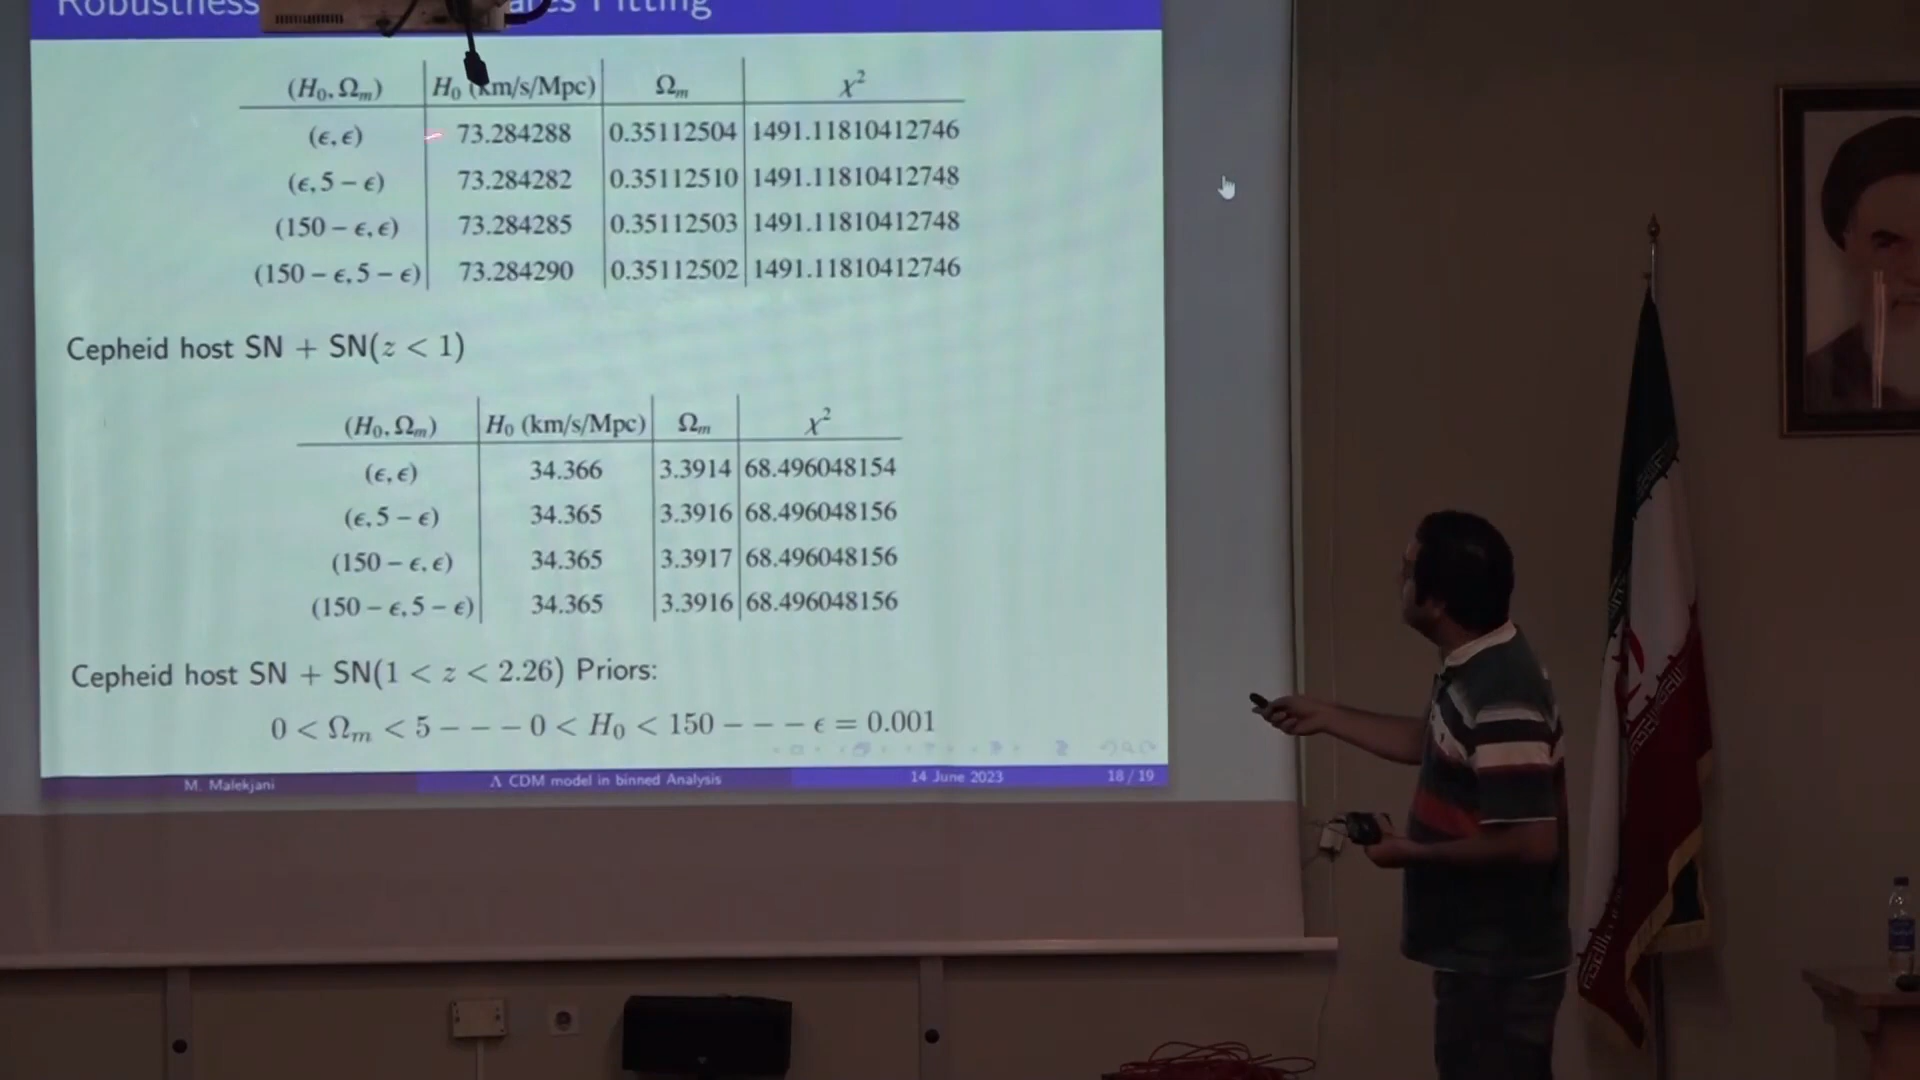 Robustness Fitting
(H₀, Ωₘ) H₀ (km/s/Mpc) Ωₘ χ²
(ϵ, ϵ) 73.284288 0.35112504 1491.11810412746
(ϵ, 5 − ϵ) 73.284282 0.35112510 1491.11810412748
(150 − ϵ, ϵ) 73.284285 0.35112503 1491.11810412748
(150 − ϵ, 5 − ϵ) 73.284290 0.35112502 1491.11810412746
Cepheid host SN + SN(z < 1)
(H₀, Ωₘ) H₀ (km/s/Mpc) Ωₘ χ²
(ϵ, ϵ) 34.366 3.3914 68.496048154
(ϵ, 5 − ϵ) 34.365 3.3916 68.496048156
(150 − ϵ, ϵ) 34.365 3.3917 68.496048156
(150 − ϵ, 5 − ϵ) 34.365 3.3916 68.496048156
Cepheid host SN + SN(1 < z < 2.26) Priors:
0 < Ωₘ < 5 − − − 0 < H₀ < 150 − − − ϵ = 0.001
M. Malekjani Λ CDM model in binned Analysis 14 June 2023 18 / 19